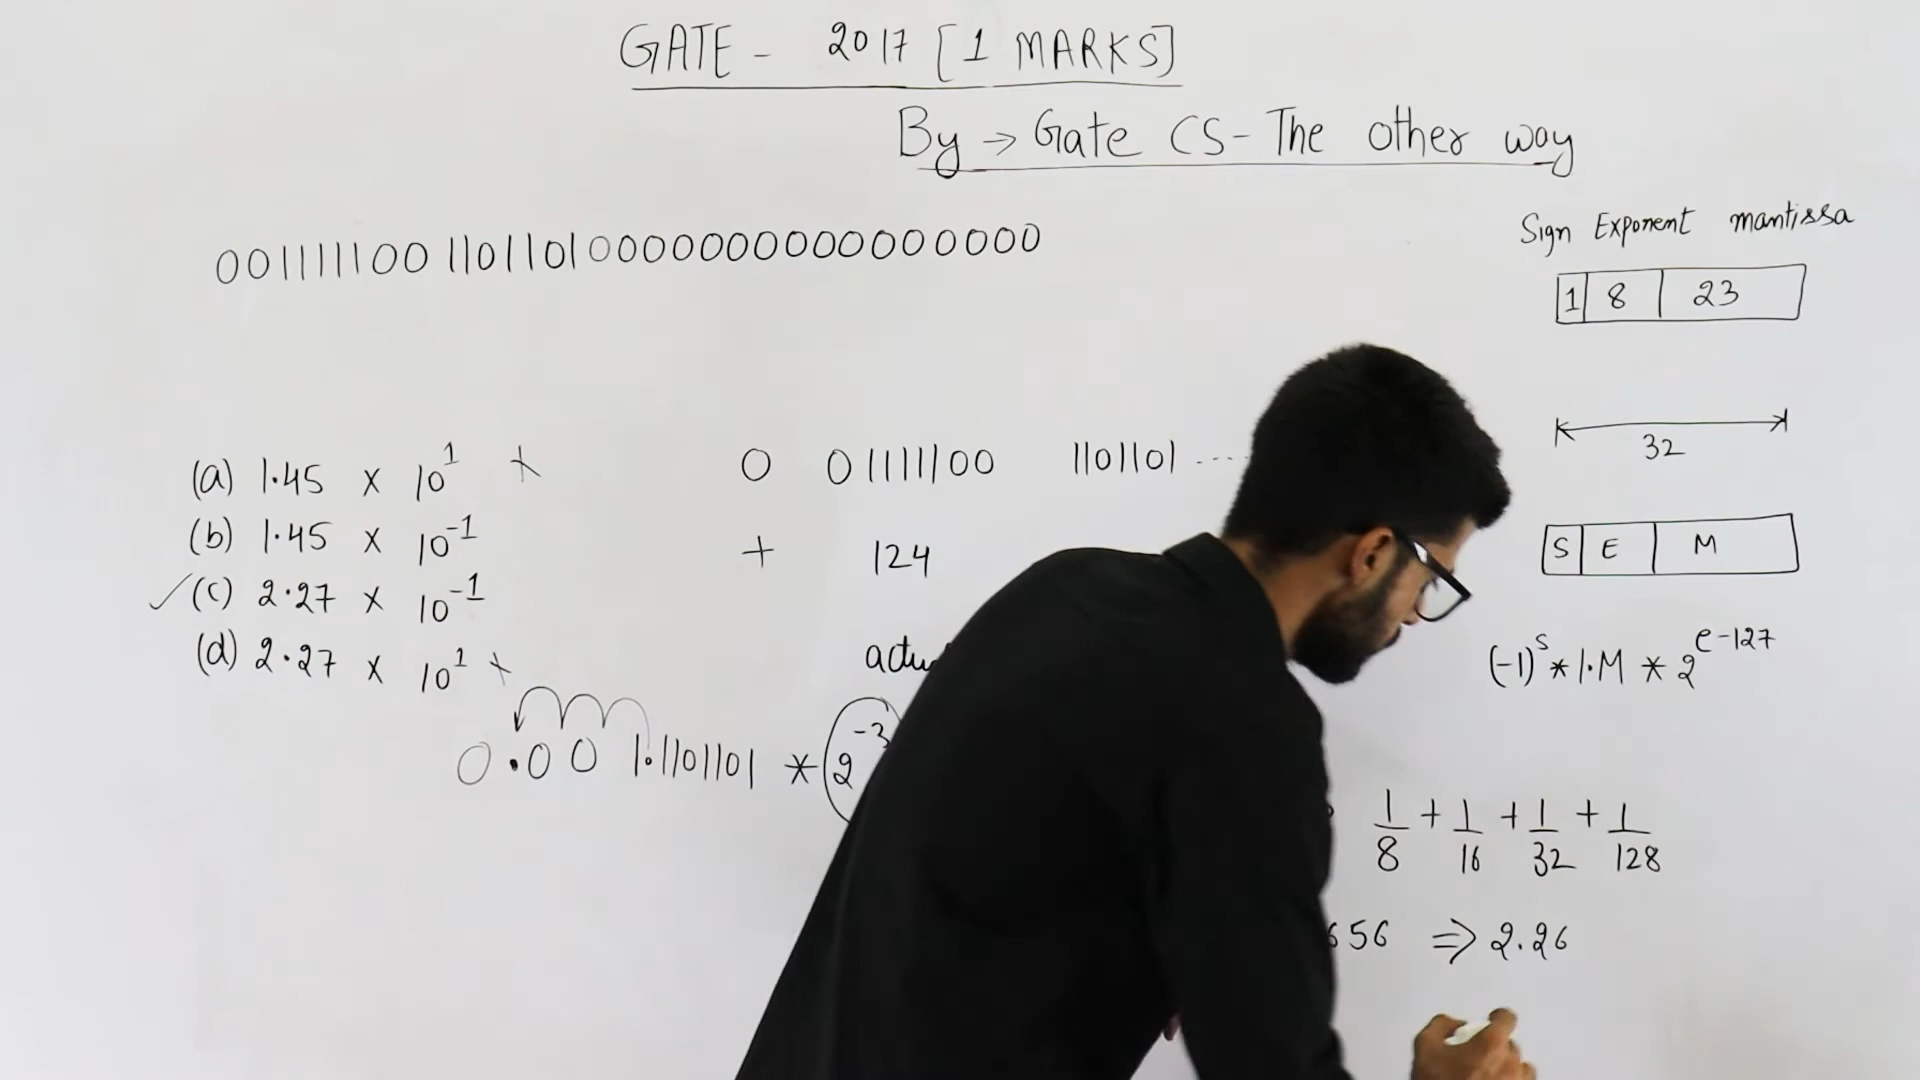 GATE - 2017 [1 MARKS]
By → Gate CS - The other way
00111110011011010000000000000000
Sign Exponent mantissa
1 8 23
32
(a) 1.45 x 10^1
(b) 1.45 x 10^-1
✓(c) 2.27 x 10^-1
(d) 2.27 x 10^1
0 01111100 1101101 ....
+ 124
S E M
(-1)^S * 1.M * 2^e-127
0.00 1.1101101 * 2^-3
1/8 + 1/16 + 1/32 + 1/128
656 ⇒ 2.26